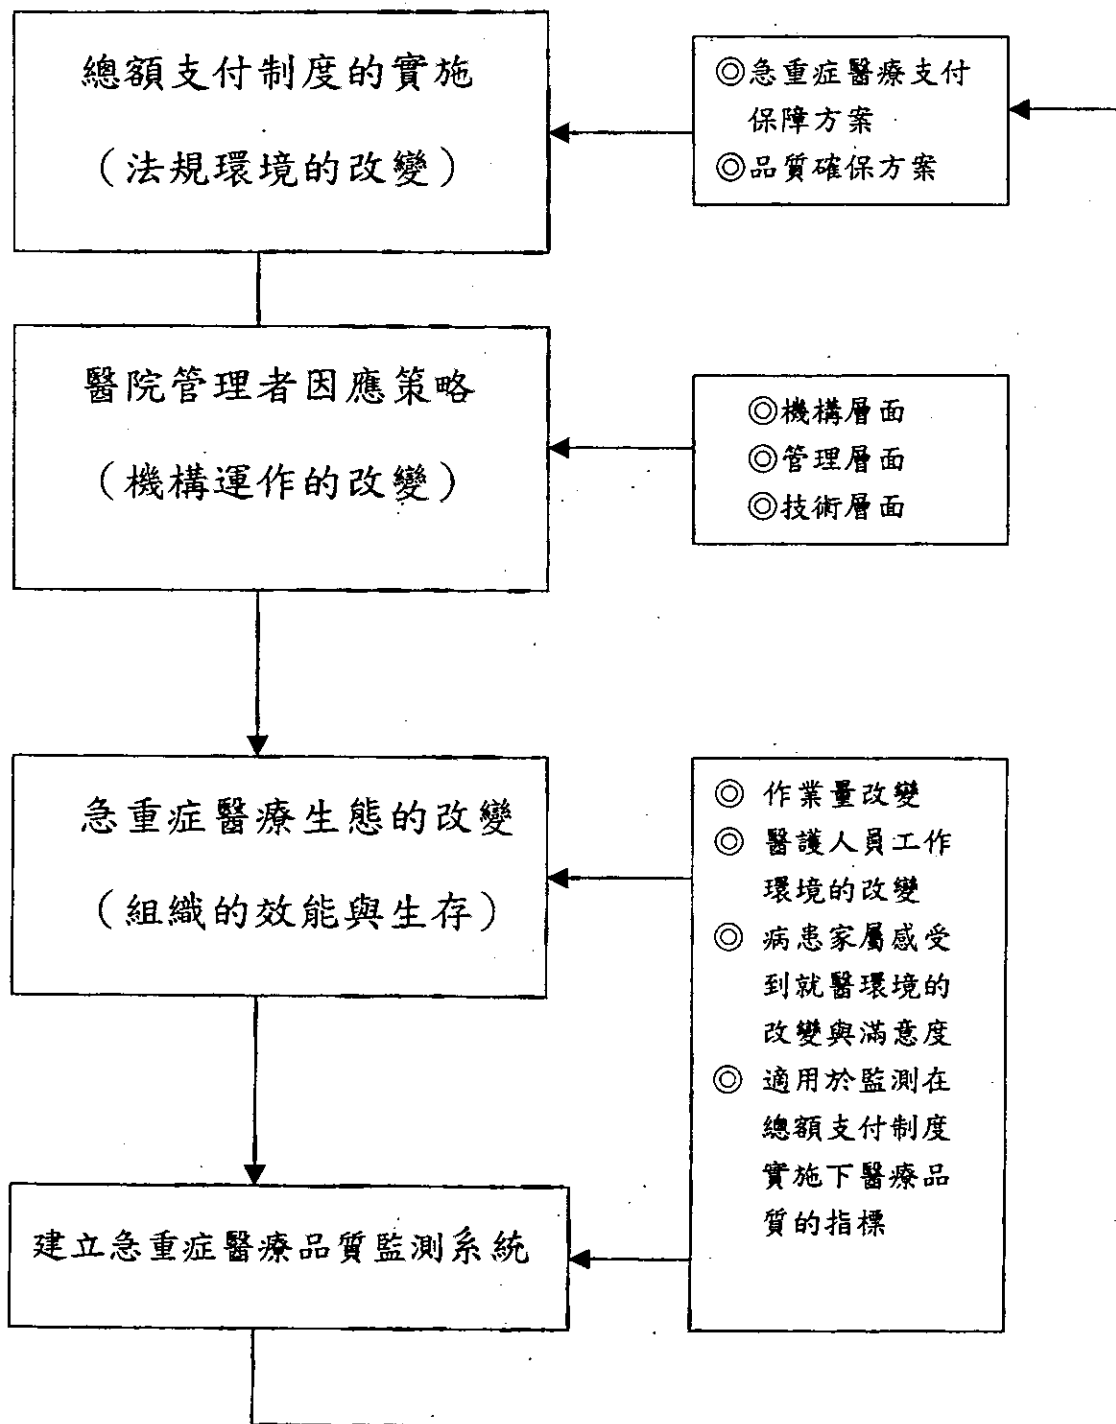 總額支付制度的實施
（法規環境的改變）
◎急重症醫療支付
保障方案
◎品質確保方案
醫院管理者因應策略
（機構運作的改變）
◎機構層面
◎管理層面
◎技術層面
急重症醫療生態的改變
（組織的效能與生存）
◎ 作業量改變
◎ 醫護人員工作
環境的改變
◎ 病患家屬感受
到就醫環境的
改變與滿意度
◎ 適用於監測在
總額支付制度
實施下醫療品
質的指標
建立急重症醫療品質監測系統